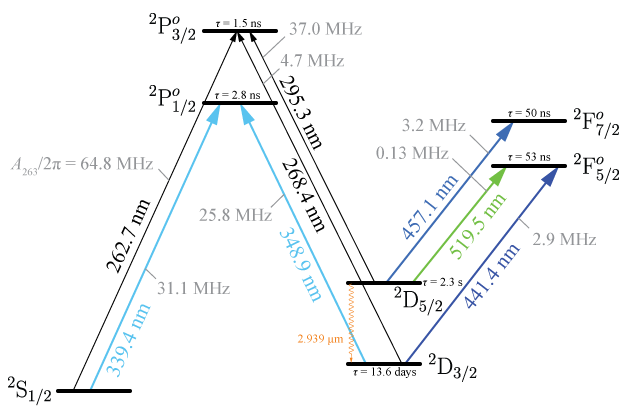 ²P°₃/₂
τ = 1.5 ns
37.0 MHz
4.7 MHz
²P°₁/₂
τ = 2.8 ns
295.3 nm
²F°₇/₂
τ = 50 ns
3.2 MHz
0.13 MHz
²F°₅/₂
τ = 53 ns
A₂₆₃/2π = 64.8 MHz
262.7 nm
268.4 nm
457.1 nm
519.5 nm
441.4 nm
25.8 MHz
2.9 MHz
31.1 MHz
339.4 nm
348.9 nm
²D₅/₂
τ = 2.3 s
2.939 μm
²D₃/₂
τ = 13.6 days
²S₁/₂